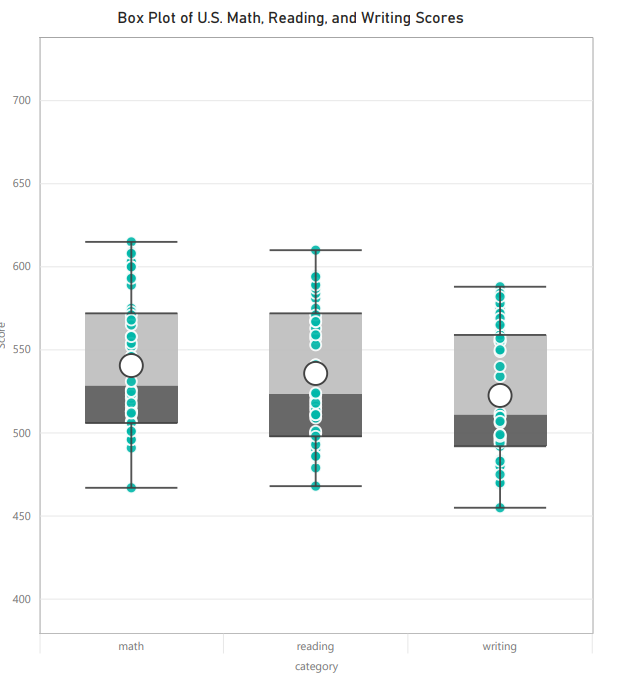 Box Plot of U.S. Math, Reading, and Writing Scores
700
650
600
550
500
450
400
score
math
reading
writing
category